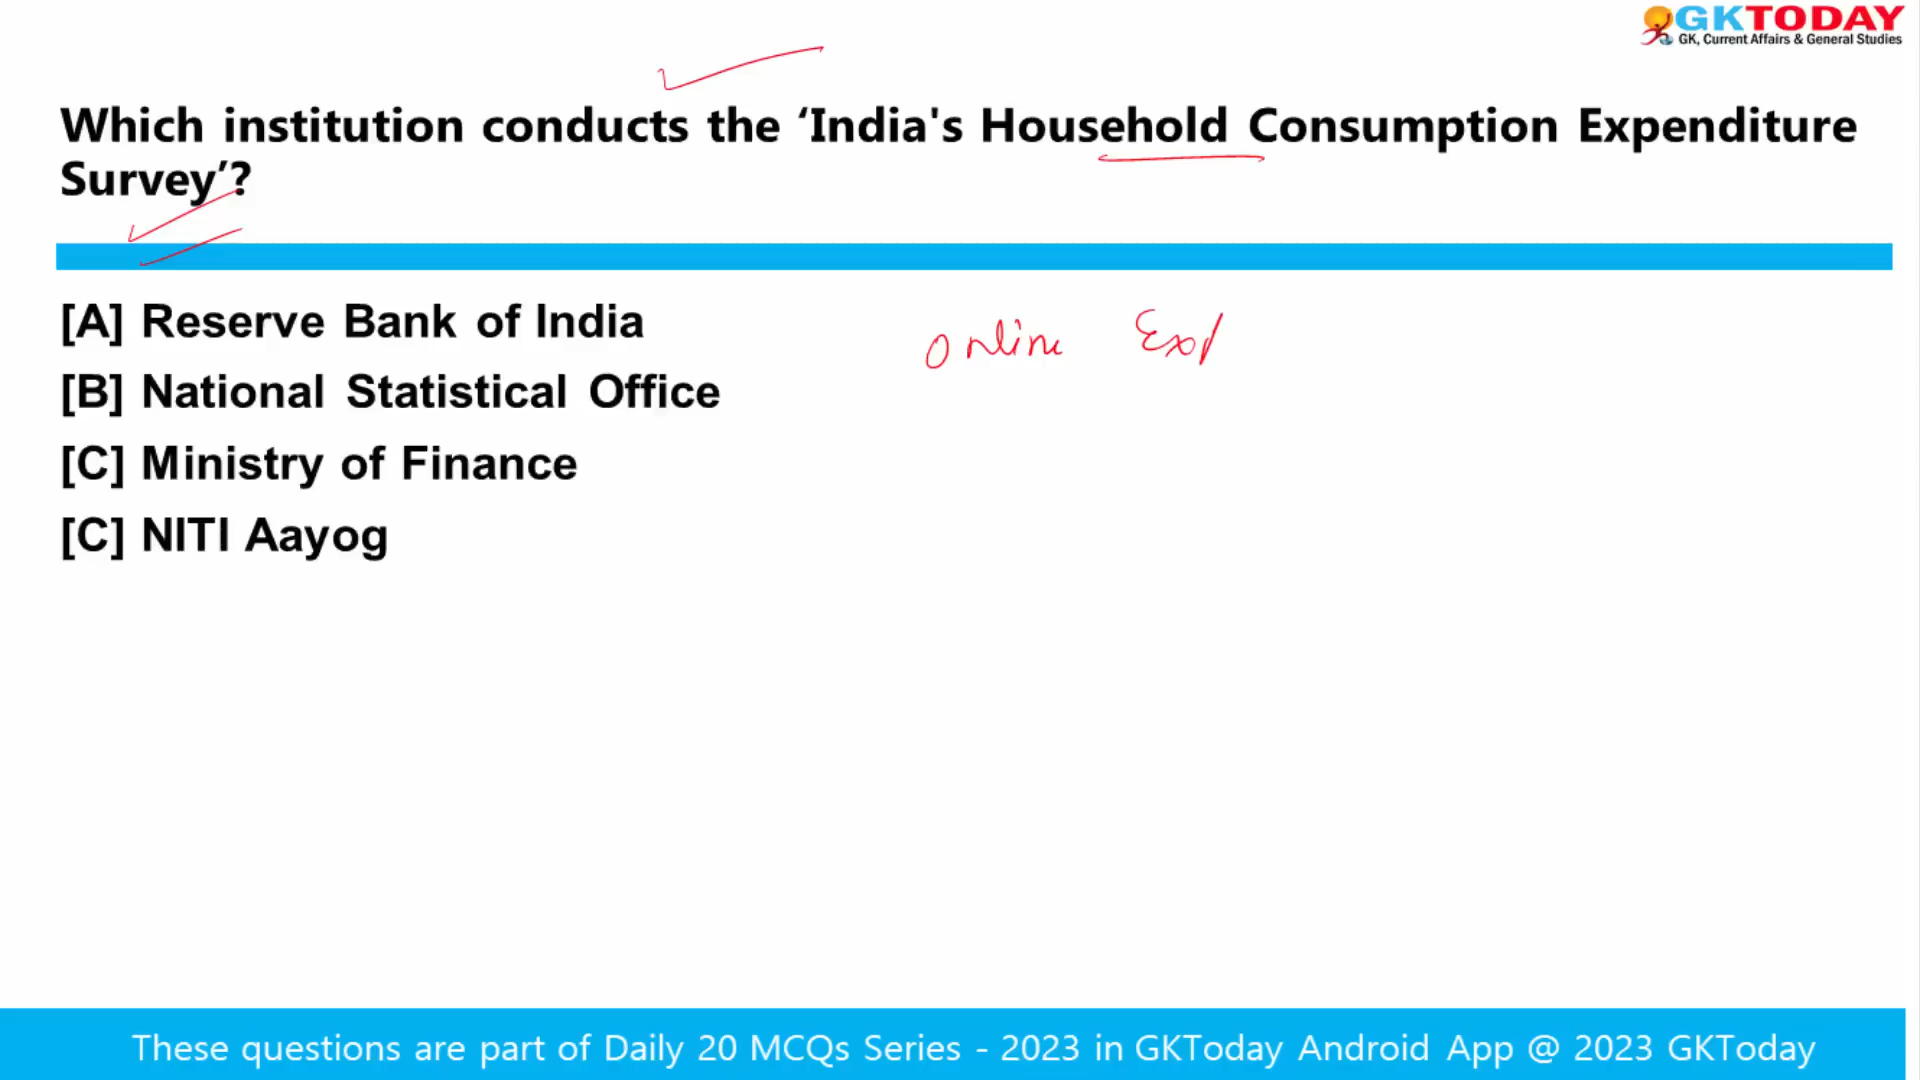 GKTODAY
GK, Current Affairs & General Studies
Which institution conducts the ‘India's Household Consumption Expenditure
Survey’?
[A] Reserve Bank of India
[B] National Statistical Office
[C] Ministry of Finance
[C] NITI Aayog
Online Exp
These questions are part of Daily 20 MCQs Series - 2023 in GKToday Android App @ 2023 GKToday